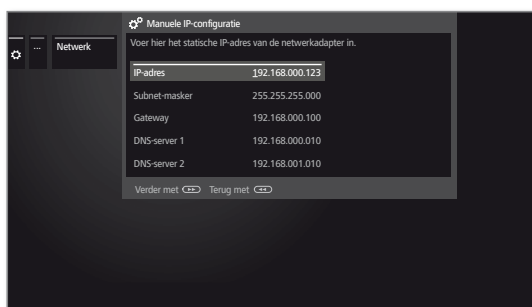 Manuele IP-configuratie
... Netwerk
Voer hier het statische IP-adres van de netwerkadapter in.
IP-adres 192.168.000.123
Subnet-masker 255.255.255.000
Gateway 192.168.000.100
DNS-server 1 192.168.000.010
DNS-server 2 192.168.001.010
Verder met Terug met